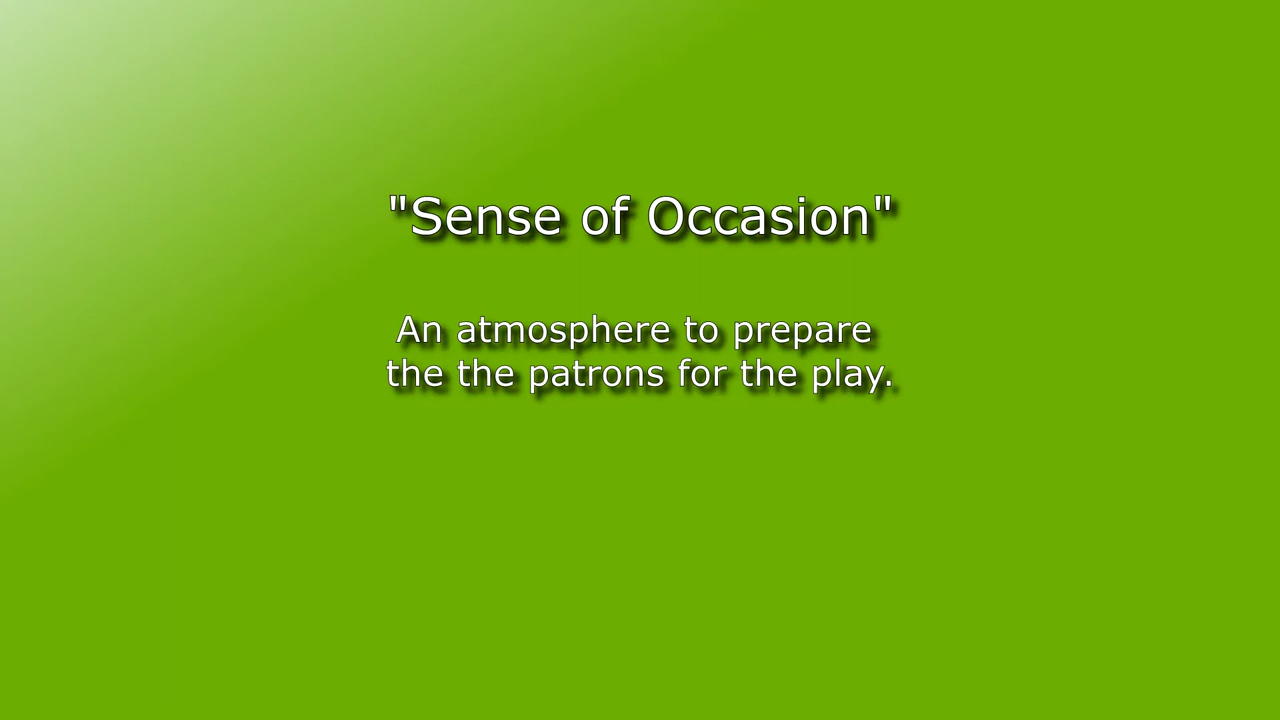 "Sense of Occasion"
An atmosphere to prepare
the the patrons for the play.